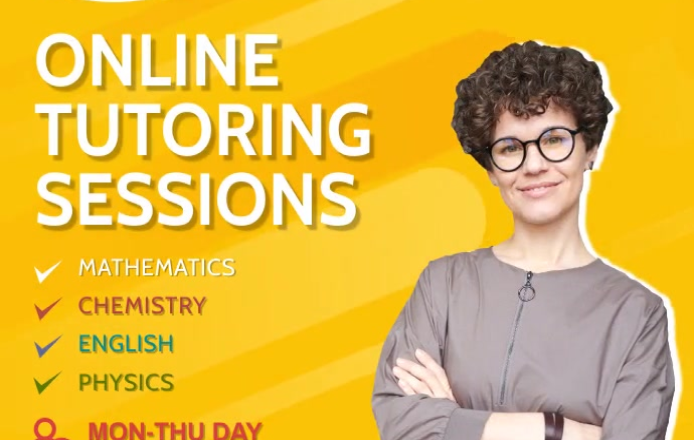 ONLINE
TUTORING
SESSIONS
MATHEMATICS
CHEMISTRY
ENGLISH
PHYSICS
MON-THU DAY